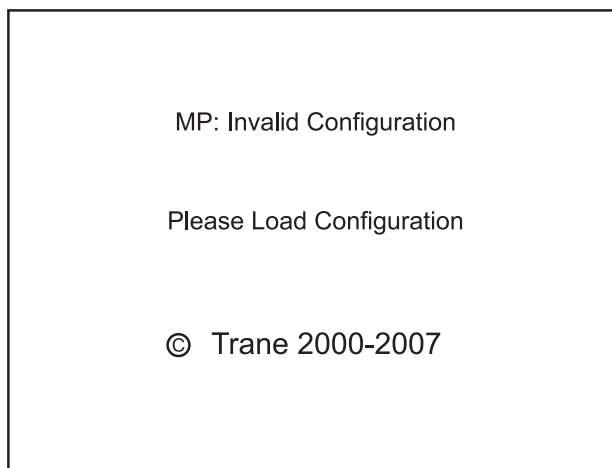 MP: Invalid Configuration
Please Load Configuration
© Trane 2000-2007